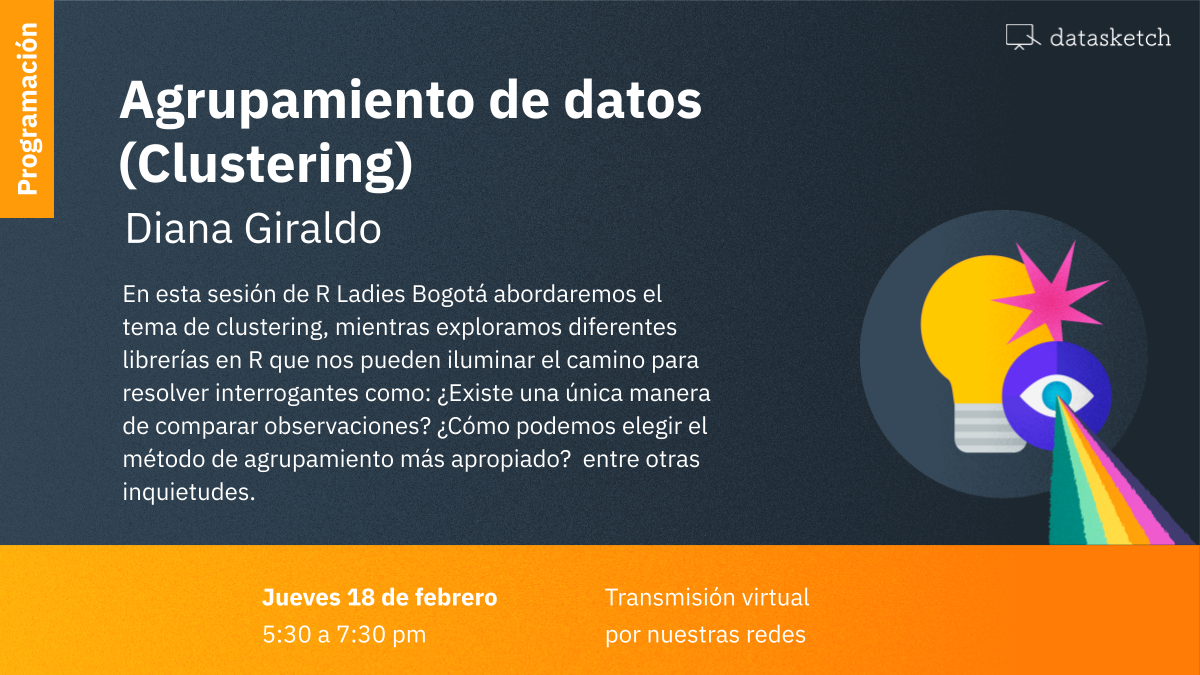 Programación
datasketch
Agrupamiento de datos
(Clustering)
Diana Giraldo
En esta sesión de R Ladies Bogotá abordaremos el
tema de clustering, mientras exploramos diferentes
librerías en R que nos pueden iluminar el camino para
resolver interrogantes como: ¿Existe una única manera
de comparar observaciones? ¿Cómo podemos elegir el
método de agrupamiento más apropiado?  entre otras
inquietudes.
Jueves 18 de febrero
5:30 a 7:30 pm
Transmisión virtual
por nuestras redes